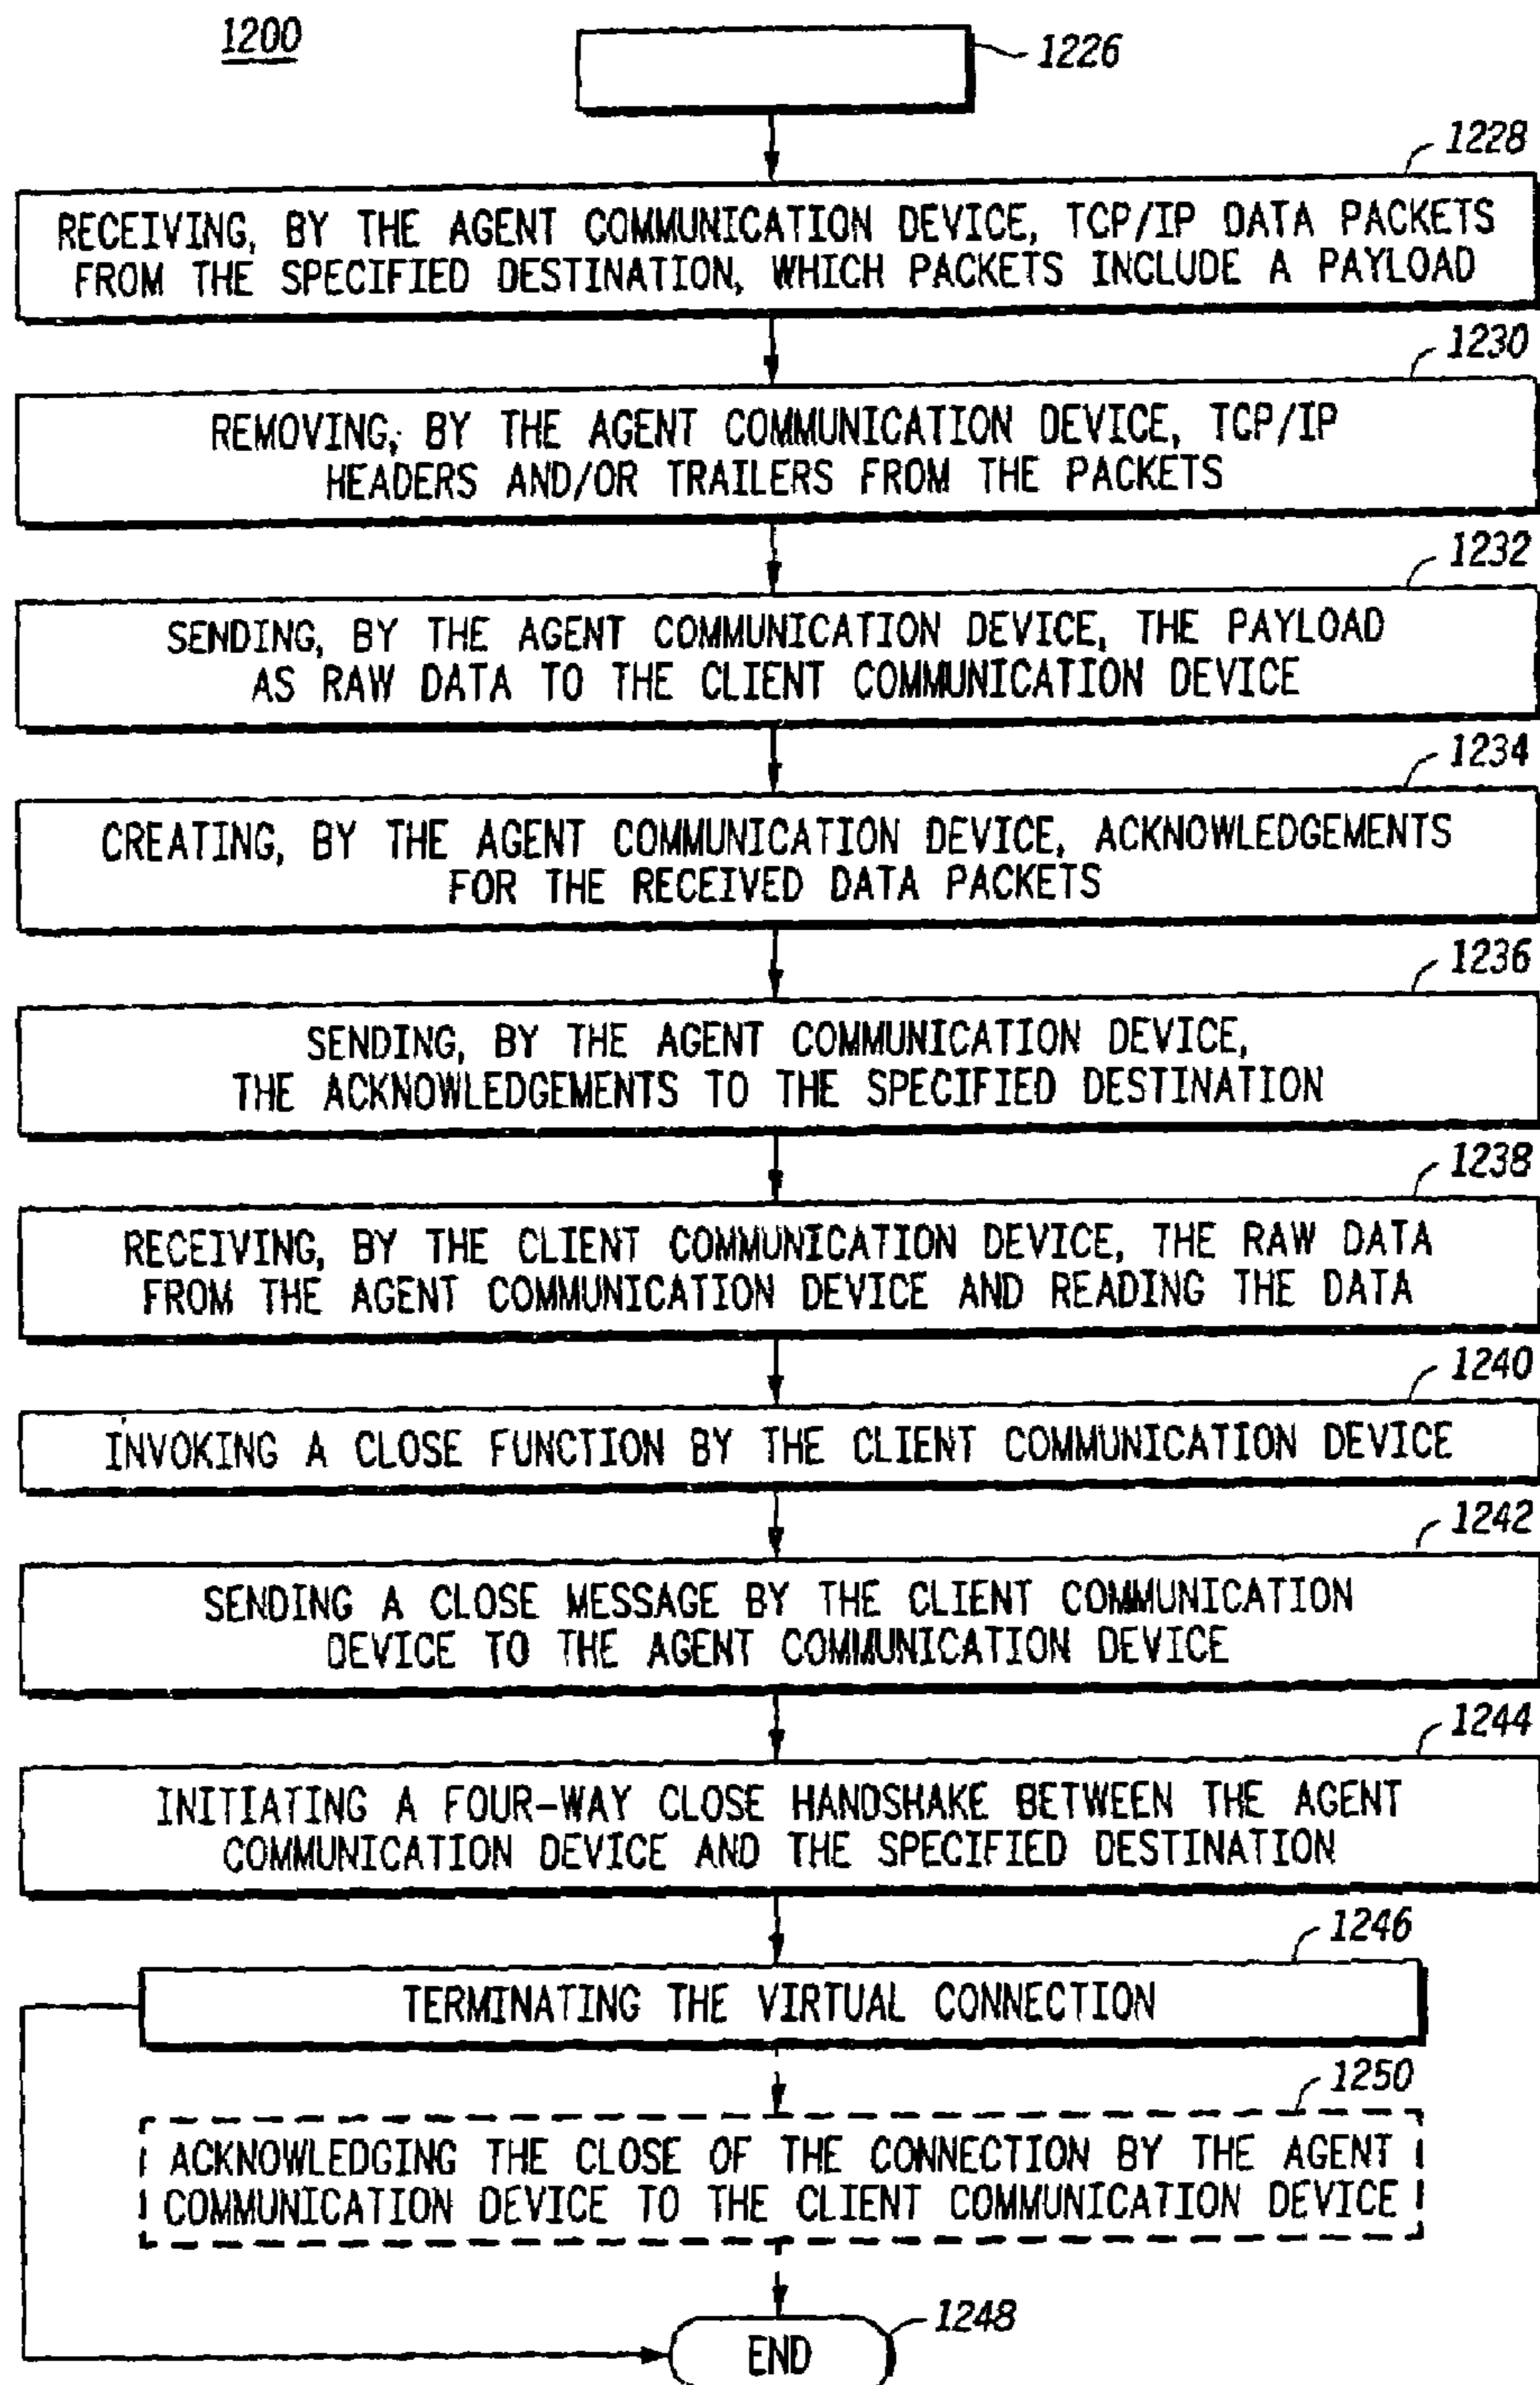 1200
1226
1228
RECEIVING, BY THE AGENT COMMUNICATION DEVICE, TCP/IP DATA PACKETS
FROM THE SPECIFIED DESTINATION, WHICH PACKETS INCLUDE A PAYLOAD
1230
REMOVING, BY THE AGENT COMMUNICATION DEVICE, TCP/IP
HEADERS AND/OR TRAILERS FROM THE PACKETS
1232
SENDING, BY THE AGENT COMMUNICATION DEVICE, THE PAYLOAD
AS RAW DATA TO THE CLIENT COMMUNICATION DEVICE
1234
CREATING, BY THE AGENT COMMUNICATION DEVICE, ACKNOWLEDGEMENTS
FOR THE RECEIVED DATA PACKETS
1236
SENDING, BY THE AGENT COMMUNICATION DEVICE,
THE ACKNOWLEDGEMENTS TO THE SPECIFIED DESTINATION
1238
RECEIVING, BY THE CLIENT COMMUNICATION DEVICE, THE RAW DATA
FROM THE AGENT COMMUNICATION DEVICE AND READING THE DATA
1240
INVOKING A CLOSE FUNCTION BY THE CLIENT COMMUNICATION DEVICE
1242
SENDING A CLOSE MESSAGE BY THE CLIENT COMMUNICATION
DEVICE TO THE AGENT COMMUNICATION DEVICE
1244
INITIATING A FOUR-WAY CLOSE HANDSHAKE BETWEEN THE AGENT
COMMUNICATION DEVICE AND THE SPECIFIED DESTINATION
1246
TERMINATING THE VIRTUAL CONNECTION
1250
ACKNOWLEDGING THE CLOSE OF THE CONNECTION BY THE AGENT
COMMUNICATION DEVICE TO THE CLIENT COMMUNICATION DEVICE
1248
END